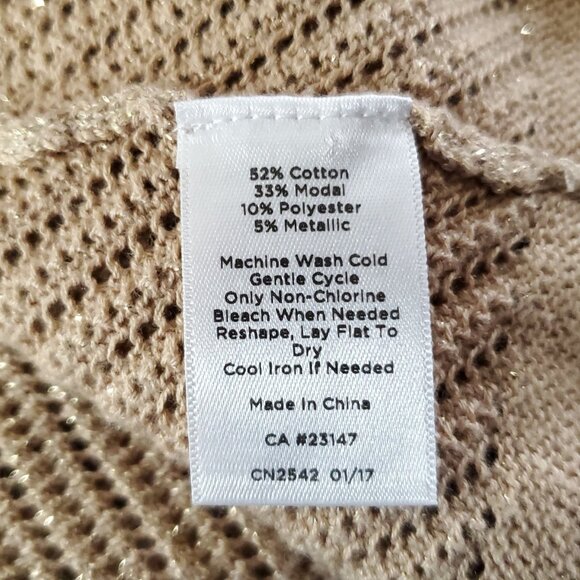 52% Cotton
33% Modal
10% Polyester
5% Metallic
Machine Wash Cold
Gentle Cycle
Only Non-Chlorine
Bleach When Needed
Reshape, Lay Flat To
Dry
Cool Iron If Needed
Made In China
CA #23147
CN2542 01/17